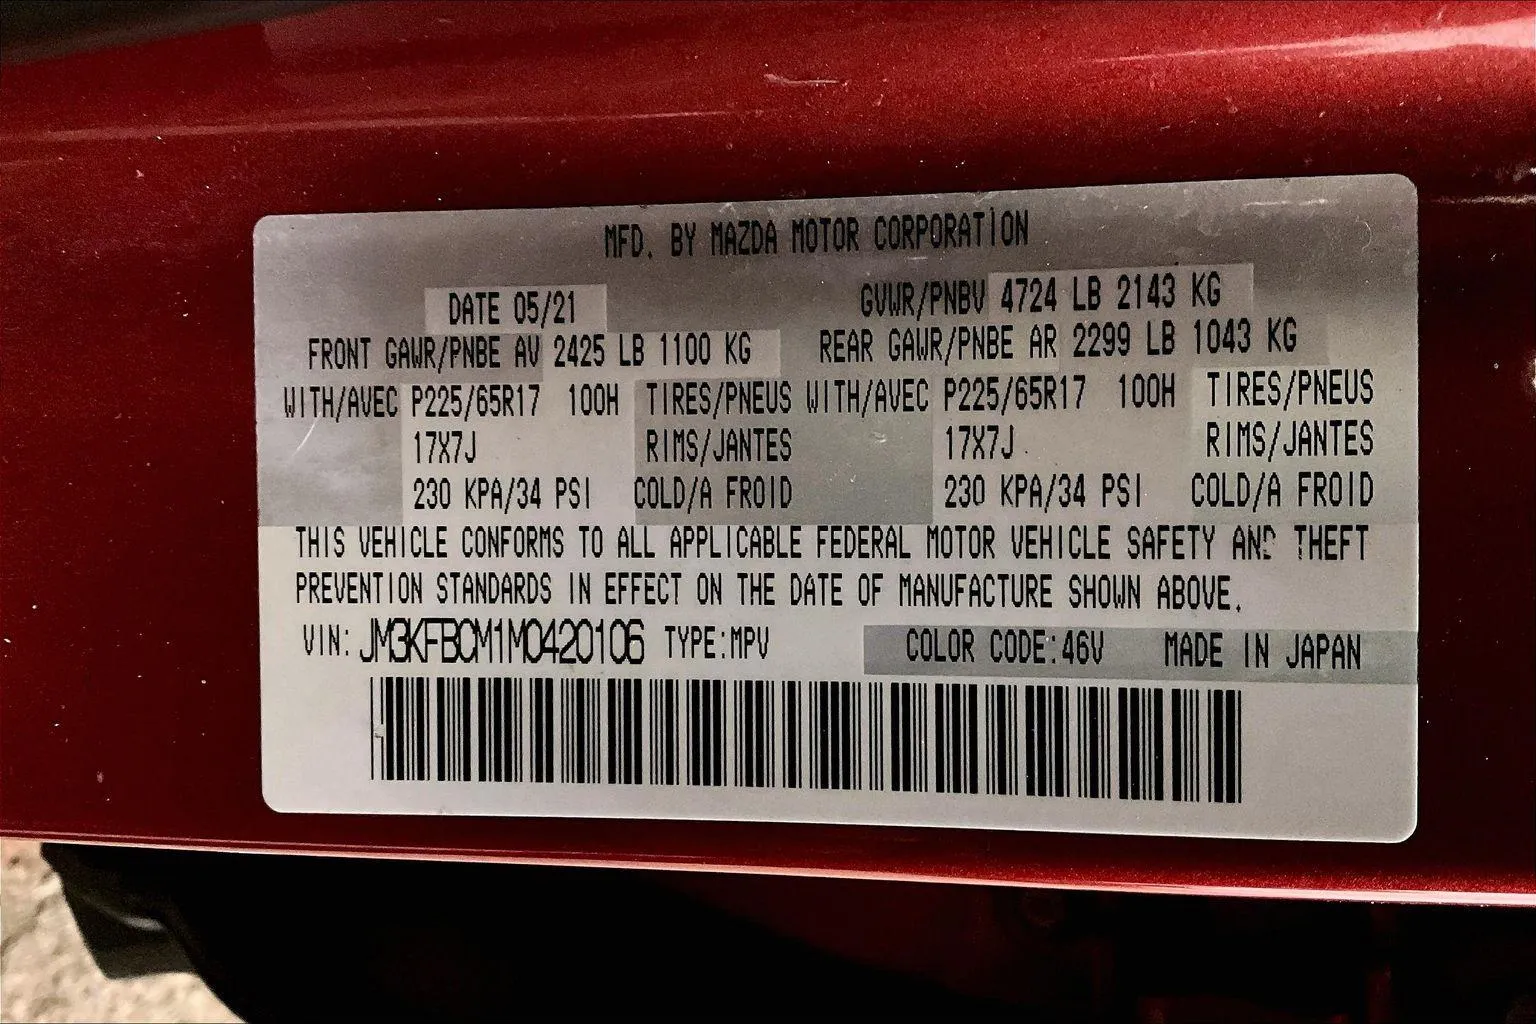 MFD. BY MAZDA MOTOR CORPORATION
DATE 05/21 GVWR/PNBV 4724 LB 2143 KG
FRONT GAWR/PNBE AV 2425 LB 1100 KG REAR GAWR/PNBE AR 2299 LB 1043 KG
WITH/AVEC P225/65R17 100H TIRES/PNEUS WITH/AVEC P225/65R17 100H TIRES/PNEUS
17X7J RIMS/JANTES 17X7J RIMS/JANTES
230 KPA/34 PSI COLD/A FROID 230 KPA/34 PSI COLD/A FROID
THIS VEHICLE CONFORMS TO ALL APPLICABLE FEDERAL MOTOR VEHICLE SAFETY AND THEFT
PREVENTION STANDARDS IN EFFECT ON THE DATE OF MANUFACTURE SHOWN ABOVE.
VIN: JM3KFBCM1M0420106 TYPE:MPV COLOR CODE:46V MADE IN JAPAN